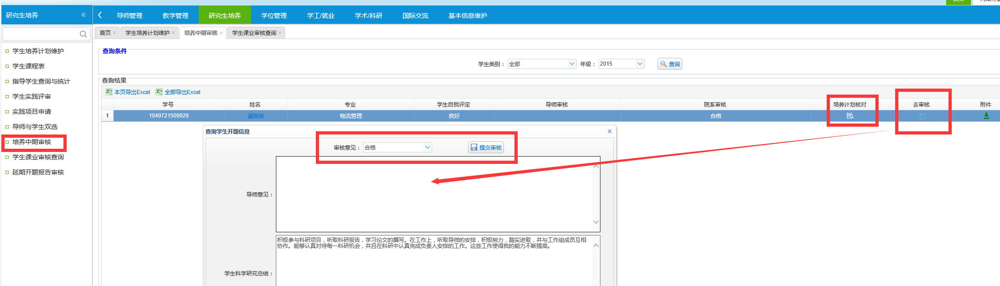 研究生培养
导师管理 教学管理 研究生培养 学位管理 学工/就业 学术/科研 国际交流 基本信息维护
首页 学生培养计划维护 培养中期审核 学生课业审核查询
学生培养计划维护
学生课程表
指导学生查询与统计
学生实践评审
实践项目申请
导师与学生双选
培养中期审核
学生课业审核查询
延期开题报告审核
查询条件
学生类别： 全部 年级： 2015 查询
查询结果
本页导出Excel 全部导出Excel
学号 姓名 专业 学生自我评定 导师审核 院系审核 培养计划核对 去审核 附件
1 1049721509029 逯英劲 物流管理 良好 合格
查询学生开题信息
审核意见： 合格 提交审核
导师意见：
积极参与科研项目，听取科研报告，学习论文的撰写。在工作上，听取导师的安排，积极努力，踏实进取，并与工作组成员互相
协作。能够认真对待每一科研机会，并且在科研中认真完成负责人安排的工作。这些工作使得我的能力不断提高。
学生科学研究总结：